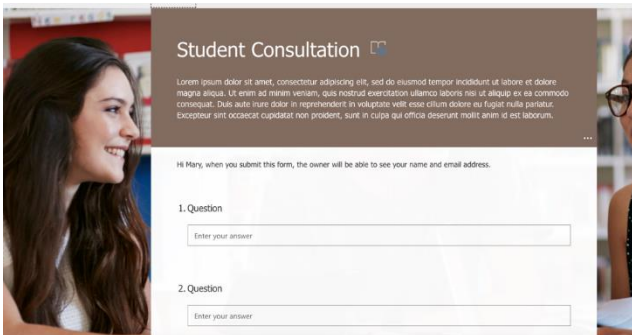 Student Consultation
Lorem ipsum dolor sit amet, consectetur adipiscing elit, sed do eiusmod tempor incididunt ut labore et dolore
magna aliqua. Ut enim ad minim veniam, quis nostrud exercitation ullamco laboris nisi ut aliquip ex ea commodo
consequat. Duis aute irure dolor in reprehenderit in voluptate velit esse cillum dolore eu fugiat nulla pariatur.
Excepteur sint occaecat cupidatat non proident, sunt in culpa qui officia deserunt mollit anim id est laborum.
...
Hi Mary, when you submit this form, the owner will be able to see your name and email address.
1. Question
Enter your answer
2. Question
Enter your answer